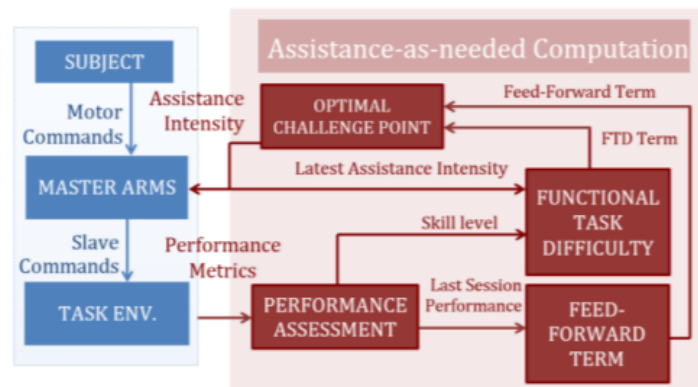 Assistance-as-needed Computation
SUBJECT
Motor
Commands
Assistance
Intensity
OPTIMAL
CHALLENGE POINT
Feed-Forward Term
FTD Term
MASTER ARMS
Latest Assistance Intensity
FUNCTIONAL
TASK
DIFFICULTY
Slave
Commands
Performance
Metrics
Skill level
TASK ENV.
PERFORMANCE
ASSESSMENT
Last Session
Performance
FEED-
FORWARD
TERM